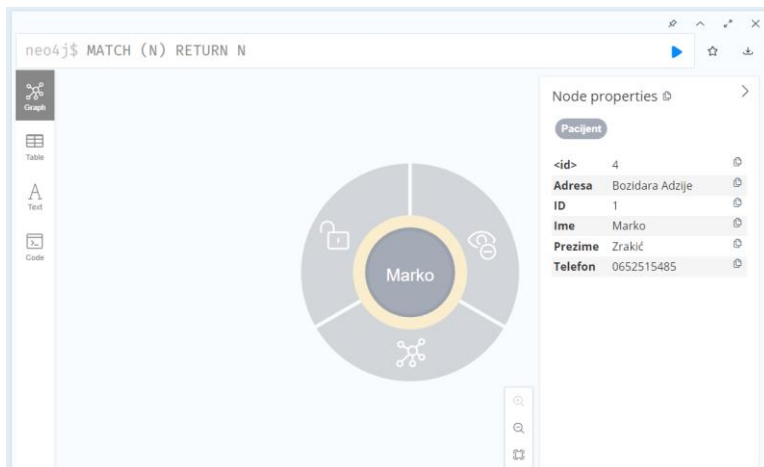 neo4j$ MATCH (N) RETURN N
Graph
Table
Text
Code
Marko
Node properties
Pacijent
<id> 4
Adresa Bozidara Adzije
ID 1
Ime Marko
Prezime Zrakić
Telefon 0652515485